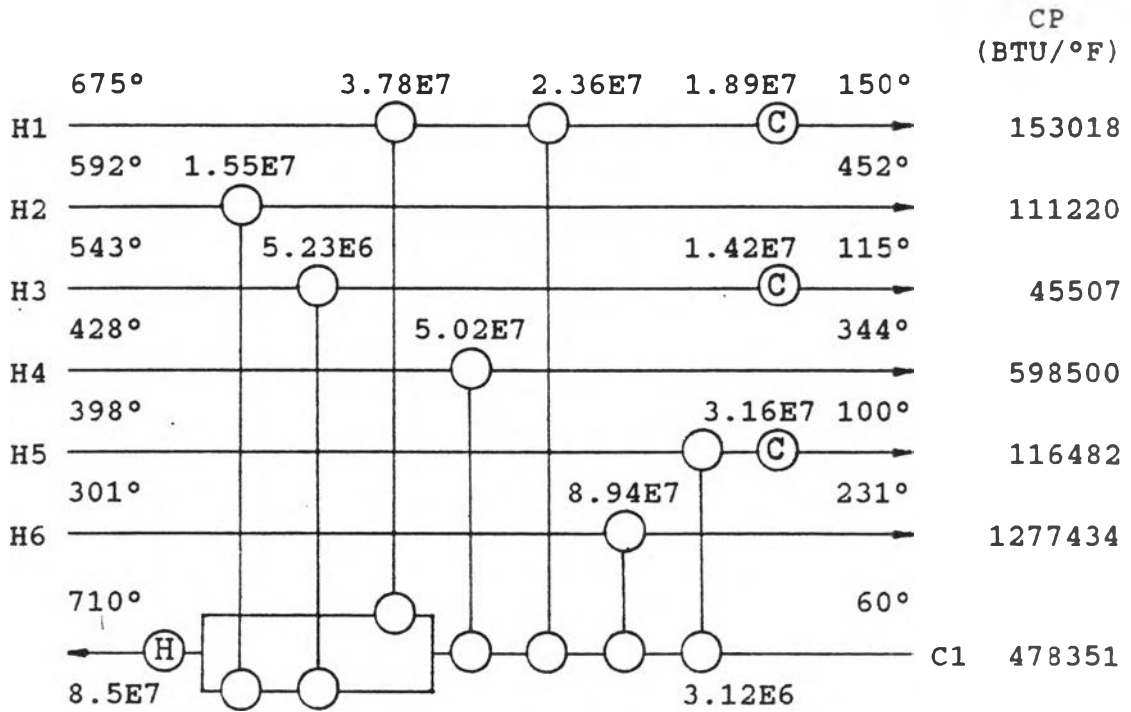 CP
(BTU/°F)
675° 3.78E7 2.36E7 1.89E7 150°
H1 C 153018
592° 1.55E7 452°
H2 111220
543° 5.23E6 1.42E7 115°
H3 C 45507
428° 5.02E7 344°
H4 598500
398° 3.16E7 100°
H5 C 116482
301° 8.94E7 231°
H6 1277434
710° 60°
H C1 478351
8.5E7 3.12E6